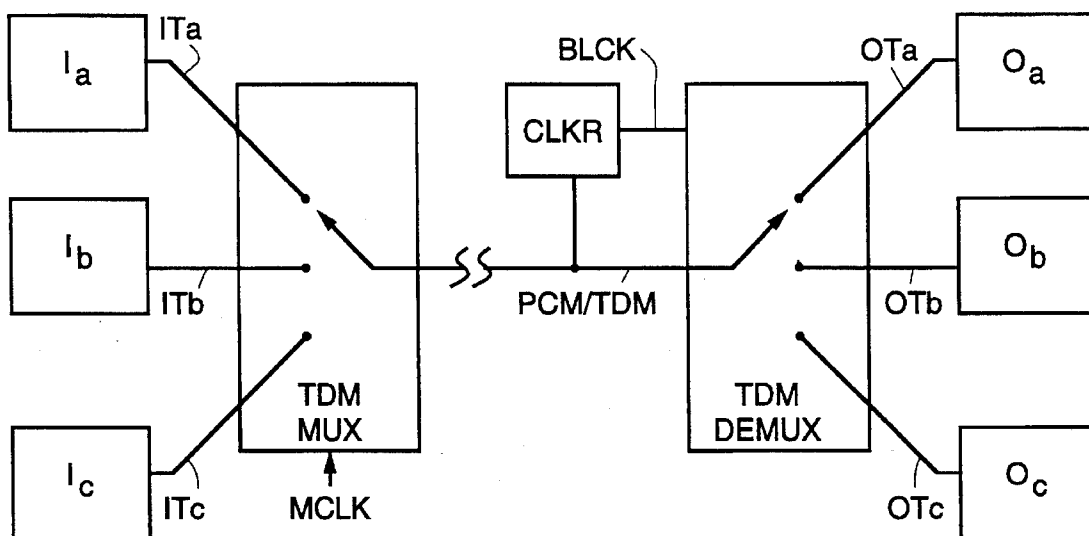 ITa
BLCK
OTa
Ia
CLKR
Oa
Ib
ITb
PCM/TDM
OTb
Ob
TDM
MUX
TDM
DEMUX
Ic
ITc
MCLK
OTc
Oc